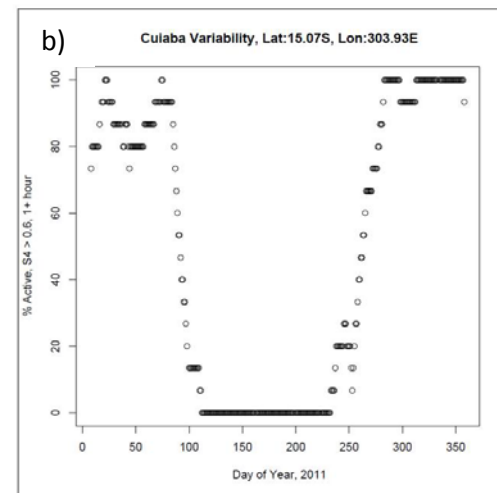 b)
Cuiaba Variability, Lat:15.07S, Lon:303.93E
% Active, S4 > 0.6, 1+ hour
100
80
60
40
20
0
0 50 100 150 200 250 300 350
Day of Year, 2011